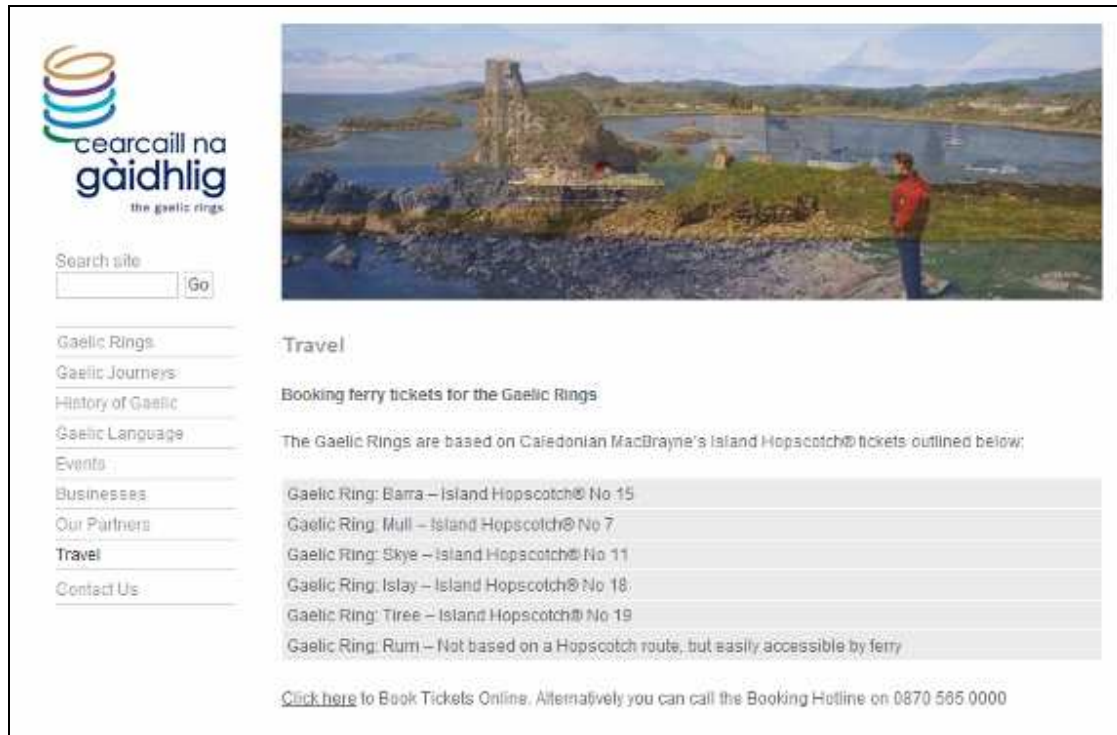 cearcaill na
gàidhlig
the gaelic rings
Search site
Go
Gaelic Rings
Gaelic Journeys
History of Gaelic
Gaelic Language
Events
Businesses
Our Partners
Travel
Contact Us
Travel
Booking ferry tickets for the Gaelic Rings
The Gaelic Rings are based on Caledonian MacBrayne's Island Hopscotch® tickets outlined below:
Gaelic Ring: Barra – Island Hopscotch® No 15
Gaelic Ring: Mull – Island Hopscotch® No 7
Gaelic Ring: Skye – Island Hopscotch® No 11
Gaelic Ring: Islay – Island Hopscotch® No 18
Gaelic Ring: Tiree – Island Hopscotch® No 19
Gaelic Ring: Rum – Not based on a Hopscotch route, but easily accessible by ferry
Click here to Book Tickets Online. Alternatively you can call the Booking Hotline on 0870 565 0000